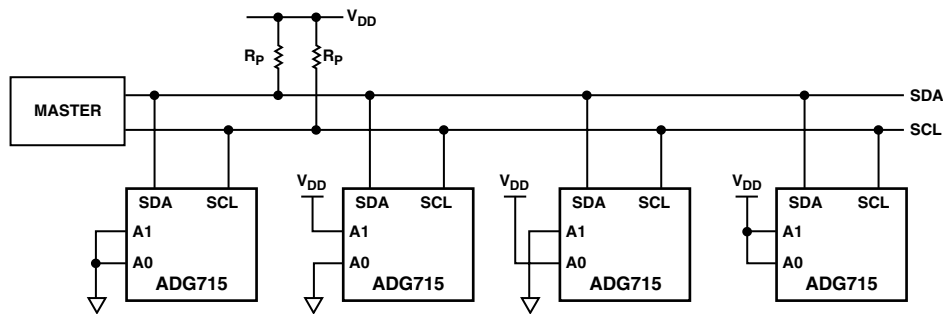 VDD
RP RP
SDA
MASTER
SCL
VDD VDD VDD
SDA SCL SDA SCL SDA SCL SDA SCL
A1 A1 A1 A1
A0 A0 A0 A0
ADG715 ADG715 ADG715 ADG715